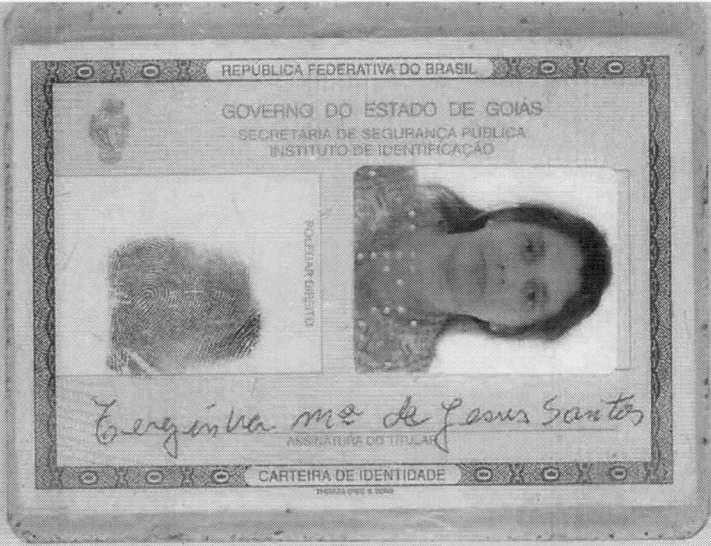 REPÚBLICA FEDERATIVA DO BRASIL
GOVERNO DO ESTADO DE GOIÁS
SECRETARIA DE SEGURANÇA PÚBLICA
INSTITUTO DE IDENTIFICAÇÃO
POLEGAR DIREITO
Terezinha Mª de Jesus Santos
ASSINATURA DO TITULAR
CARTEIRA DE IDENTIDADE